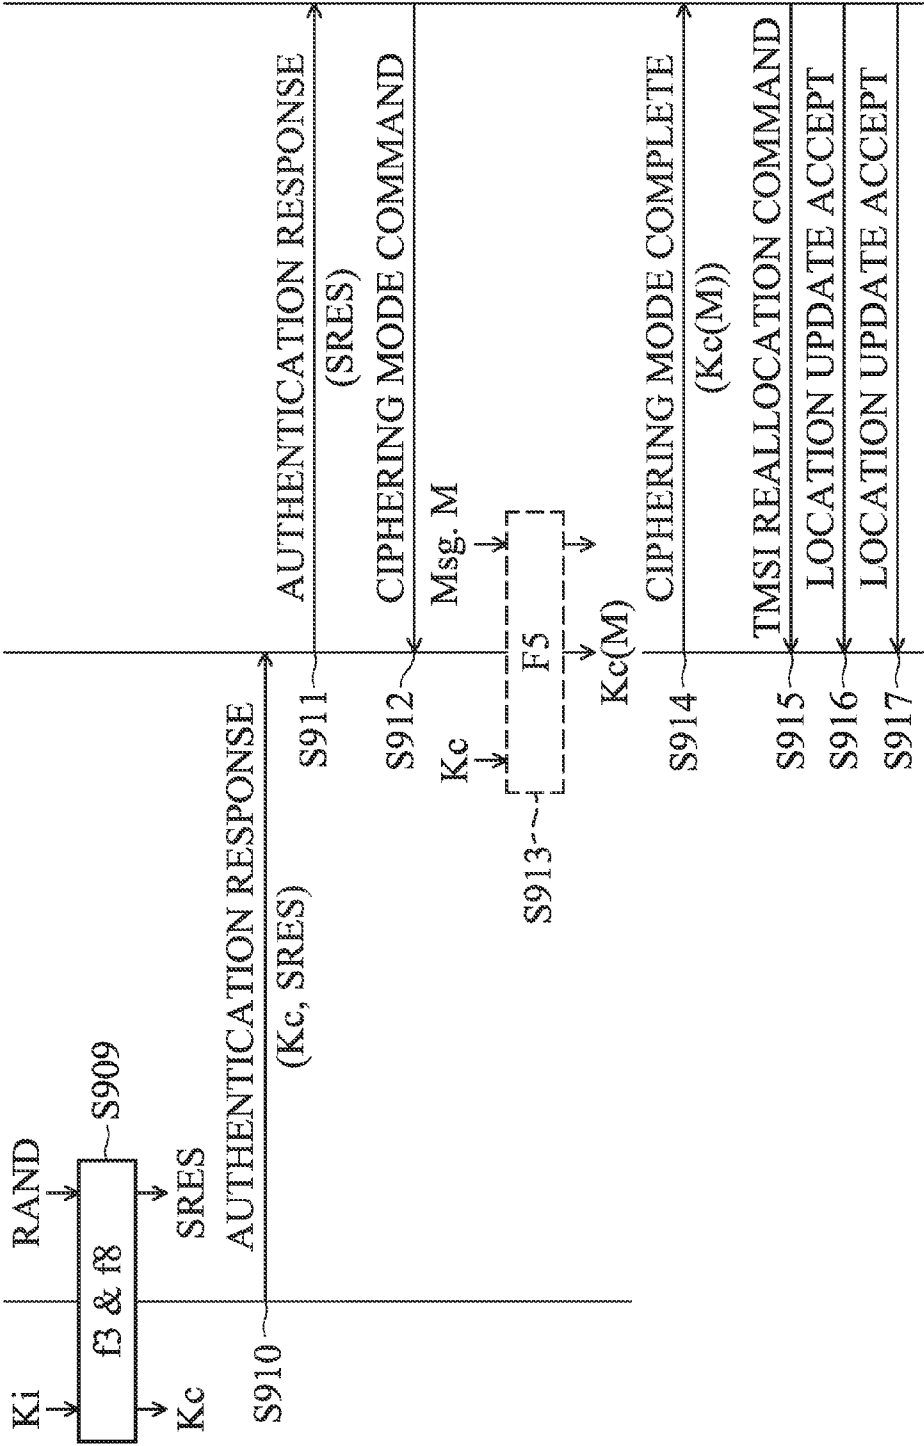 Ki
RAND
f3 & f8
S909
Kc
SRES
AUTHENTICATION RESPONSE
S910
(Kc, SRES)
AUTHENTICATION RESPONSE
S911
(SRES)
CIPHERING MODE COMMAND
S912
Kc
Msg. M
F5
S913
Kc(M)
CIPHERING MODE COMPLETE
S914
(Kc(M))
TMSI REALLOCATION COMMAND
S915
LOCATION UPDATE ACCEPT
S916
LOCATION UPDATE ACCEPT
S917